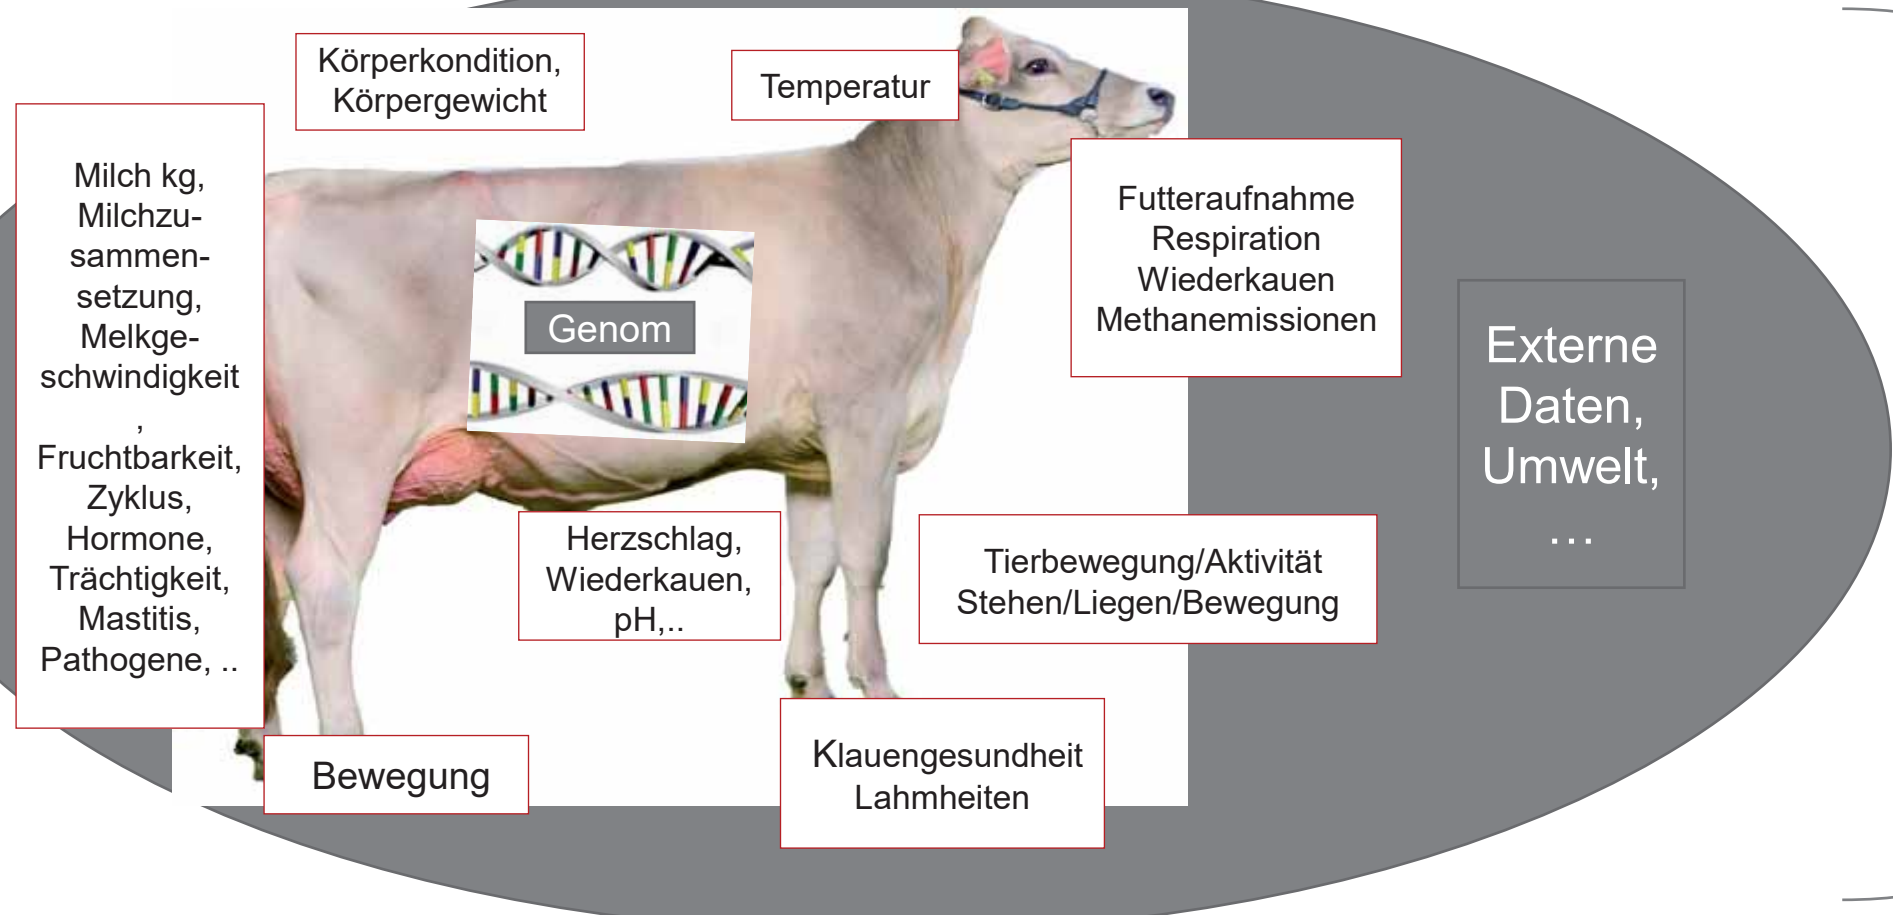 Körperkondition,
Körpergewicht
Temperatur
Milch kg,
Milchzu-
sammen-
setzung,
Melkge-
schwindigkeit
,
Fruchtbarkeit,
Zyklus,
Hormone,
Trächtigkeit,
Mastitis,
Pathogene, ..
Genom
Futteraufnahme
Respiration
Wiederkauen
Methanemissionen
Externe
Daten,
Umwelt,
...
Herzschlag,
Wiederkauen,
pH,..
Tierbewegung/Aktivität
Stehen/Liegen/Bewegung
Bewegung
Klauengesundheit
Lahmheiten